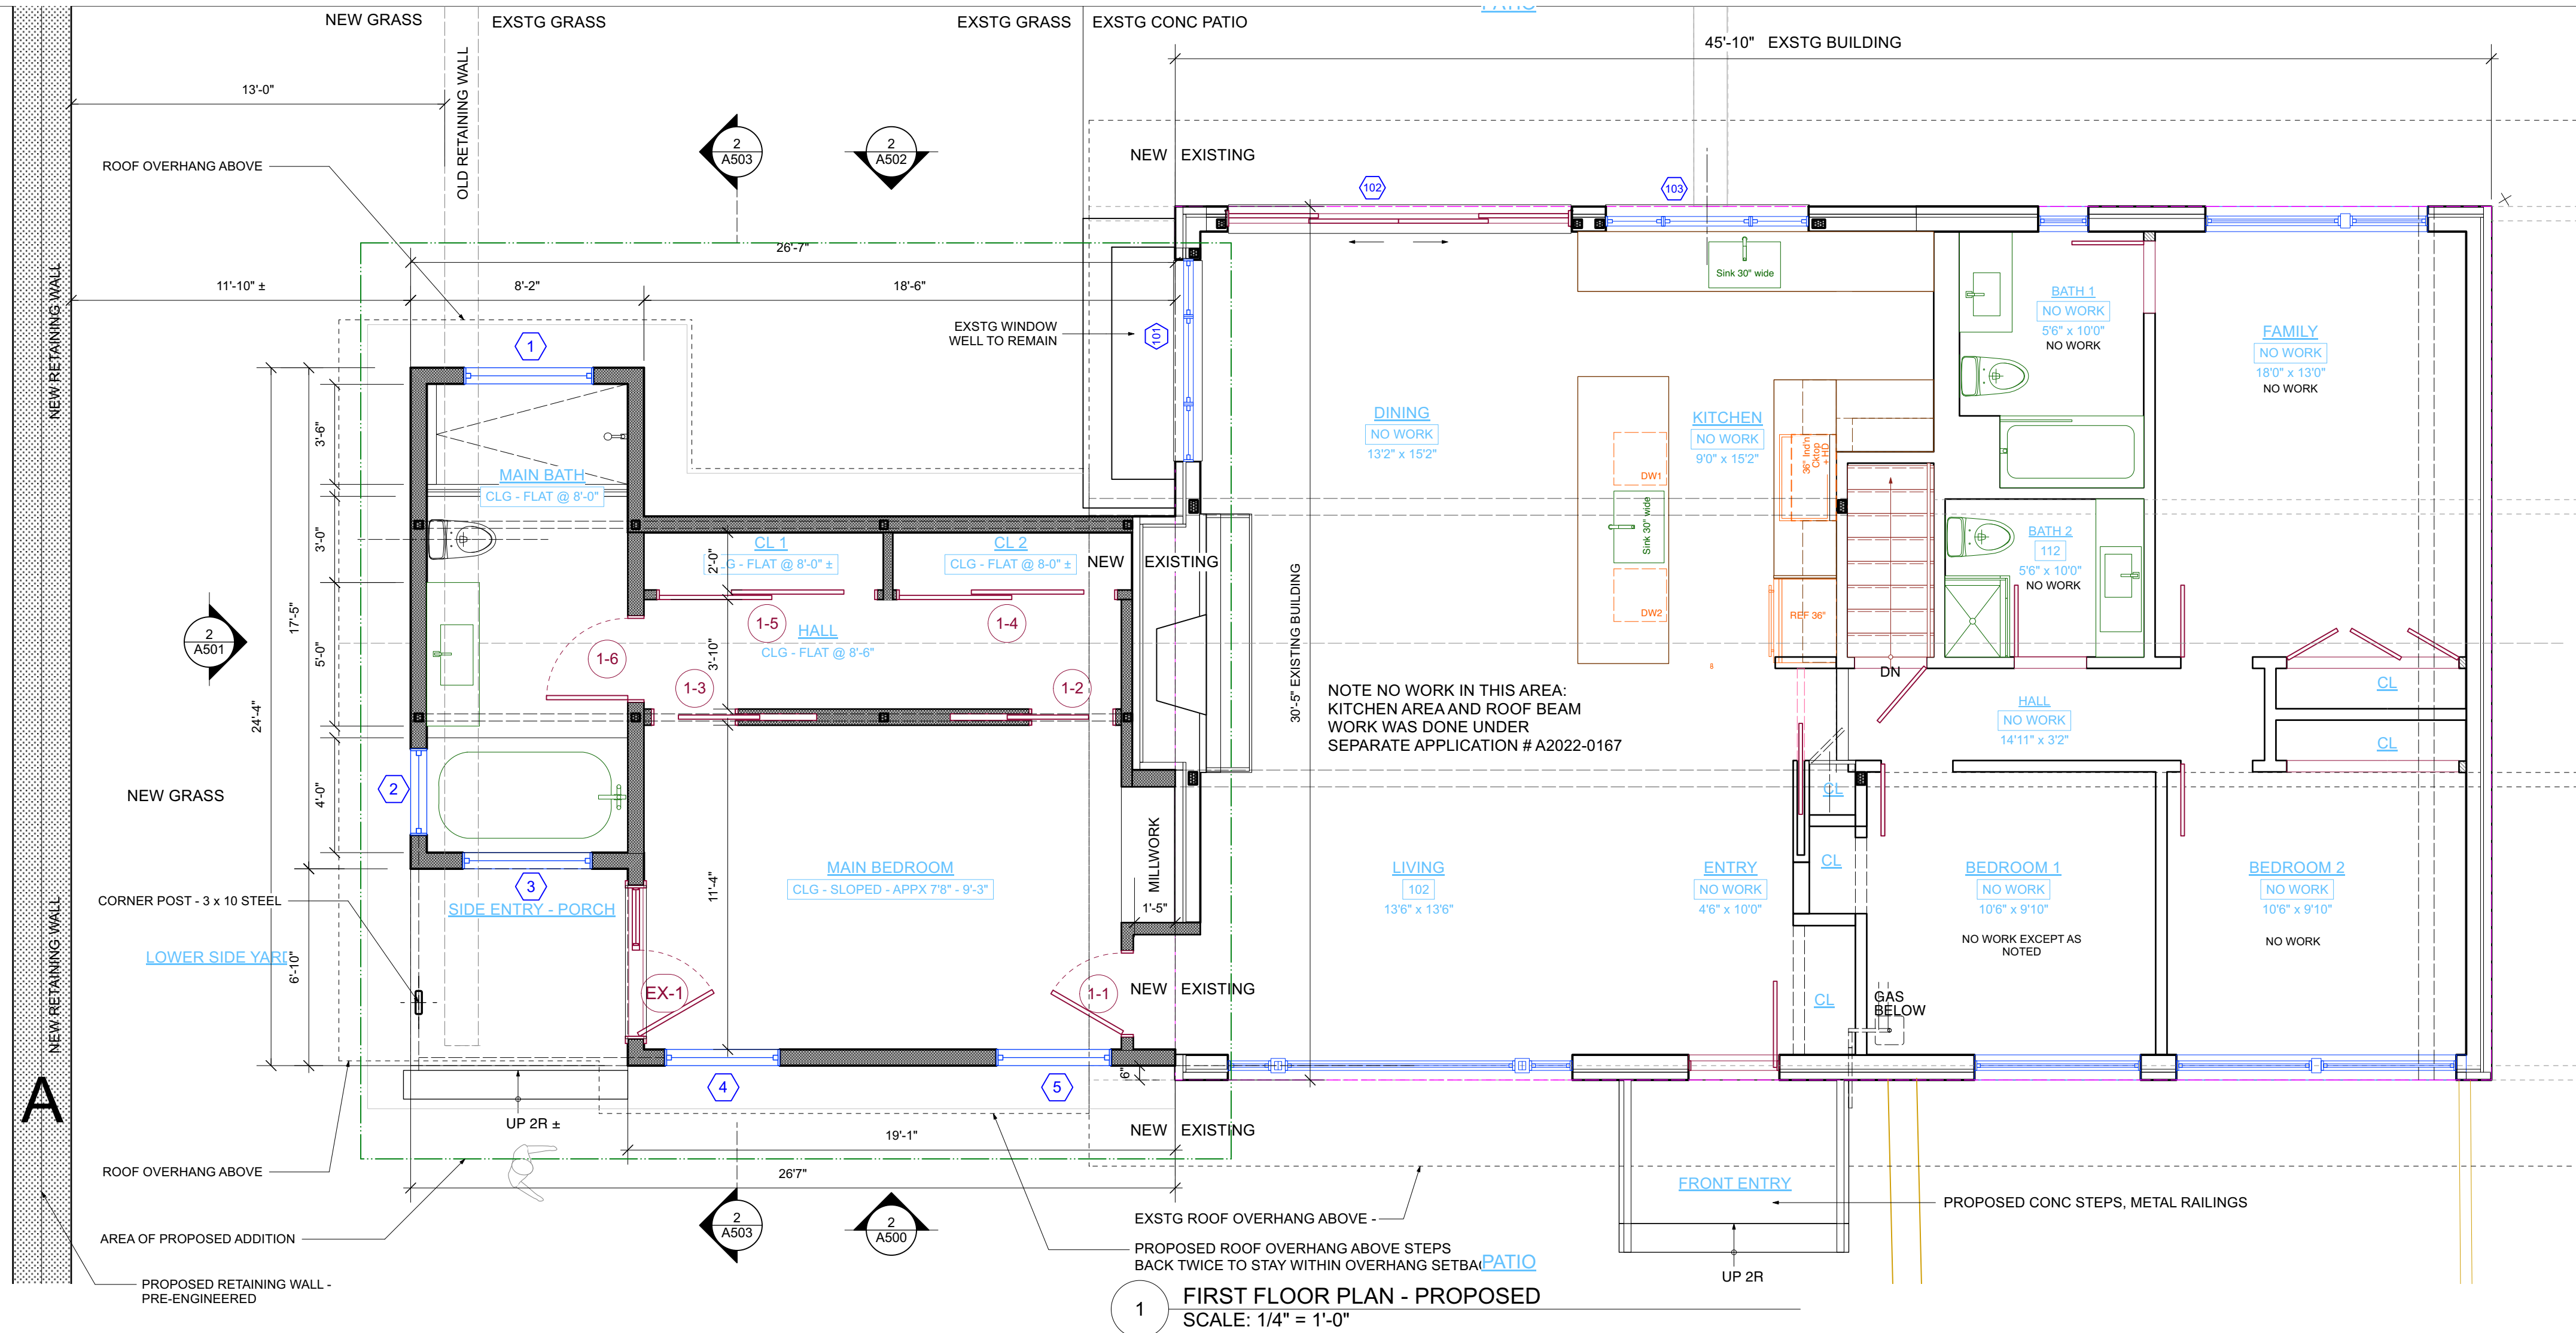 PATIO
NEW GRASS
EXSTG GRASS
EXSTG GRASS
EXSTG CONC PATIO
45'-10" EXSTG BUILDING
13'-0"
OLD RETAINING WALL
ROOF OVERHANG ABOVE
2
A503
2
A502
NEW EXISTING
102
103
26'-7"
11'-10" ±
8'-2"
18'-6"
Sink 30" wide
EXSTG WINDOW
WELL TO REMAIN
101
1
BATH 1
NO WORK
5'6" x 10'0"
NO WORK
FAMILY
NO WORK
18'0" x 13'0"
NO WORK
NEW RETAINING WALL
NEW RETAINING WALL
3'-6"
MAIN BATH
CLG - FLAT @ 8'-0"
DINING
NO WORK
13'2" x 15'2"
KITCHEN
NO WORK
9'0" x 15'2"
36" Ind'n
Cktop
+ HD
DW1
Sink 30" wide
DW2
REF 36"
3'-0"
CL 1
LG - FLAT @ 8'-0" ±
2'-0"
CL 2
CLG - FLAT @ 8-0" ±
NEW EXISTING
BATH 2
112
5'6" x 10'0"
NO WORK
30'-5" EXISTING BUILDING
2
A501
17'-5"
24'-4"
5'-0"
1-5
1-4
HALL
CLG - FLAT @ 8'-6"
3'-10"
1-6
1-3
1-2
DN
NOTE NO WORK IN THIS AREA:
KITCHEN AREA AND ROOF BEAM
WORK WAS DONE UNDER
SEPARATE APPLICATION # A2022-0167
CL
HALL
NO WORK
14'11" x 3'2"
CL
NEW GRASS
2
4'-0"
CL
MILLWORK
MAIN BEDROOM
CLG - SLOPED - APPX 7'8" - 9'-3"
11'-4"
1'-5"
LIVING
102
13'6" x 13'6"
ENTRY
NO WORK
4'6" x 10'0"
CL
BEDROOM 1
NO WORK
10'6" x 9'10"
NO WORK EXCEPT AS
NOTED
BEDROOM 2
NO WORK
10'6" x 9'10"
NO WORK
3
CORNER POST - 3 x 10 STEEL
SIDE ENTRY - PORCH
LOWER SIDE YARD
6'-10"
EX-1
1-1
NEW EXISTING
CL
GAS
BELOW
A
4
5
6"
UP 2R ±
19'-1"
NEW EXISTING
26'7"
ROOF OVERHANG ABOVE
FRONT ENTRY
PROPOSED CONC STEPS, METAL RAILINGS
2
A503
2
A500
EXSTG ROOF OVERHANG ABOVE -
AREA OF PROPOSED ADDITION
PROPOSED ROOF OVERHANG ABOVE STEPS
BACK TWICE TO STAY WITHIN OVERHANG SETBAC
PATIO
UP 2R
PROPOSED RETAINING WALL -
PRE-ENGINEERED
1
FIRST FLOOR PLAN - PROPOSED
SCALE: 1/4" = 1'-0"